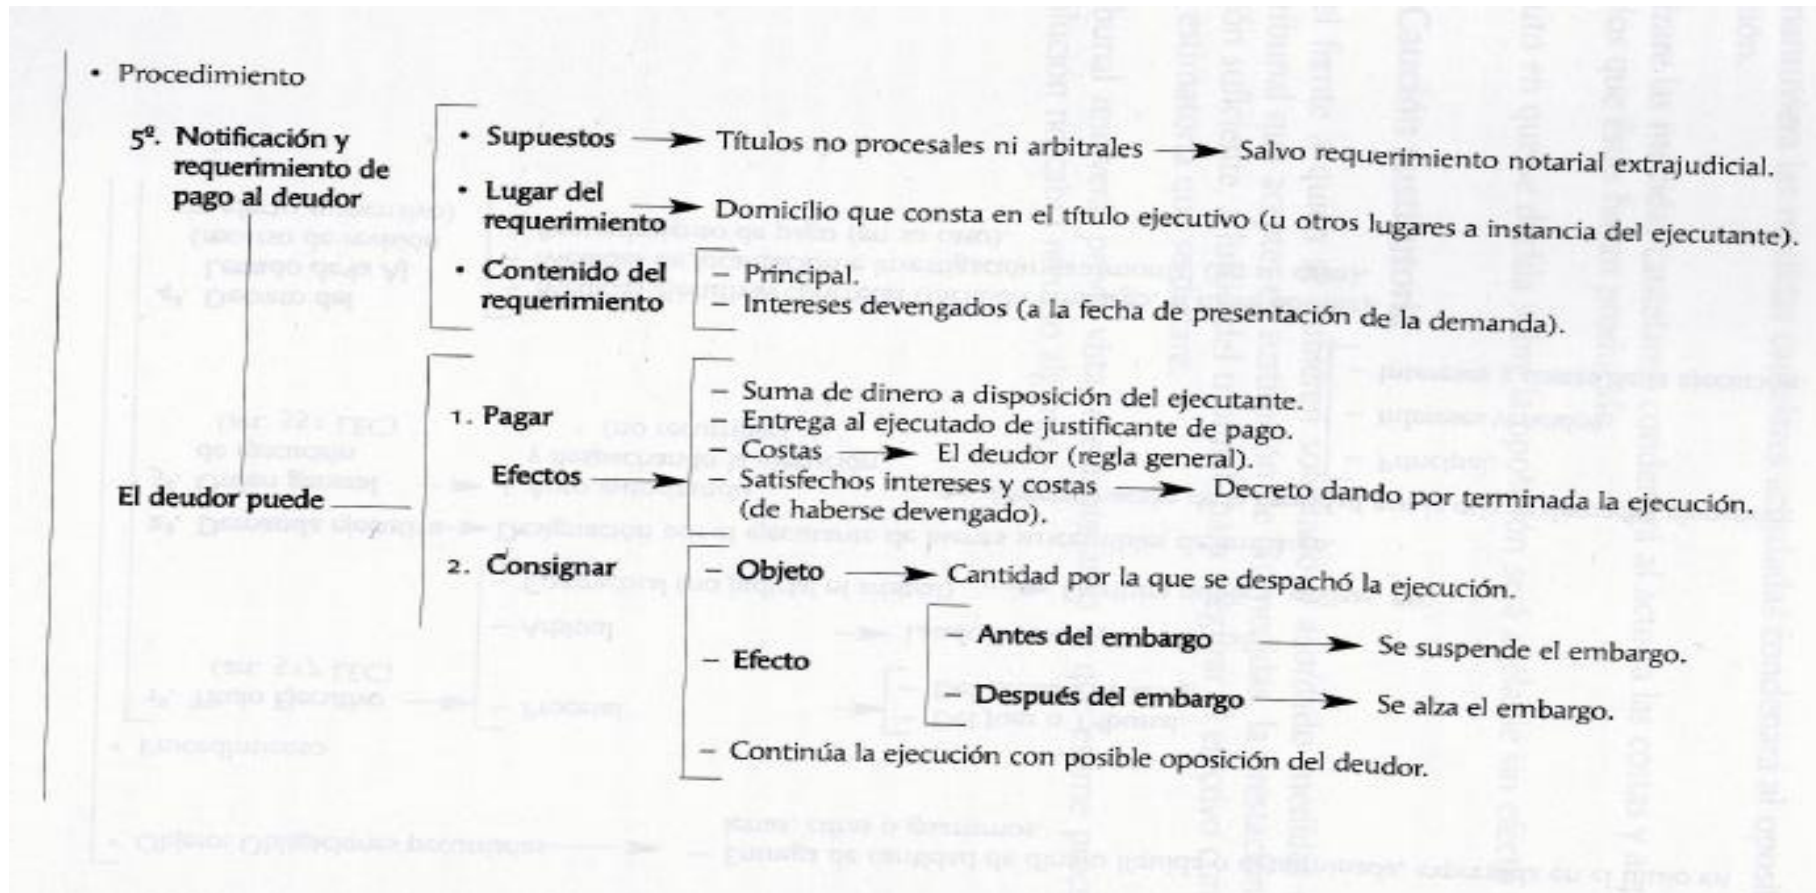 • Procedimiento
5º. Notificación y
requerimiento de
pago al deudor
• Supuestos → Títulos no procesales ni arbitrales → Salvo requerimiento notarial extrajudicial.
• Lugar del
requerimiento → Domicilio que consta en el título ejecutivo (u otros lugares a instancia del ejecutante).
• Contenido del
requerimiento
– Principal.
– Intereses devengados (a la fecha de presentación de la demanda).
El deudor puede
1. Pagar
Efectos →
– Suma de dinero a disposición del ejecutante.
– Entrega al ejecutado de justificante de pago.
– Costas → El deudor (regla general).
– Satisfechos intereses y costas → Decreto dando por terminada la ejecución.
(de haberse devengado).
2. Consignar
– Objeto → Cantidad por la que se despachó la ejecución.
– Efecto
– Antes del embargo → Se suspende el embargo.
– Después del embargo → Se alza el embargo.
– Continúa la ejecución con posible oposición del deudor.